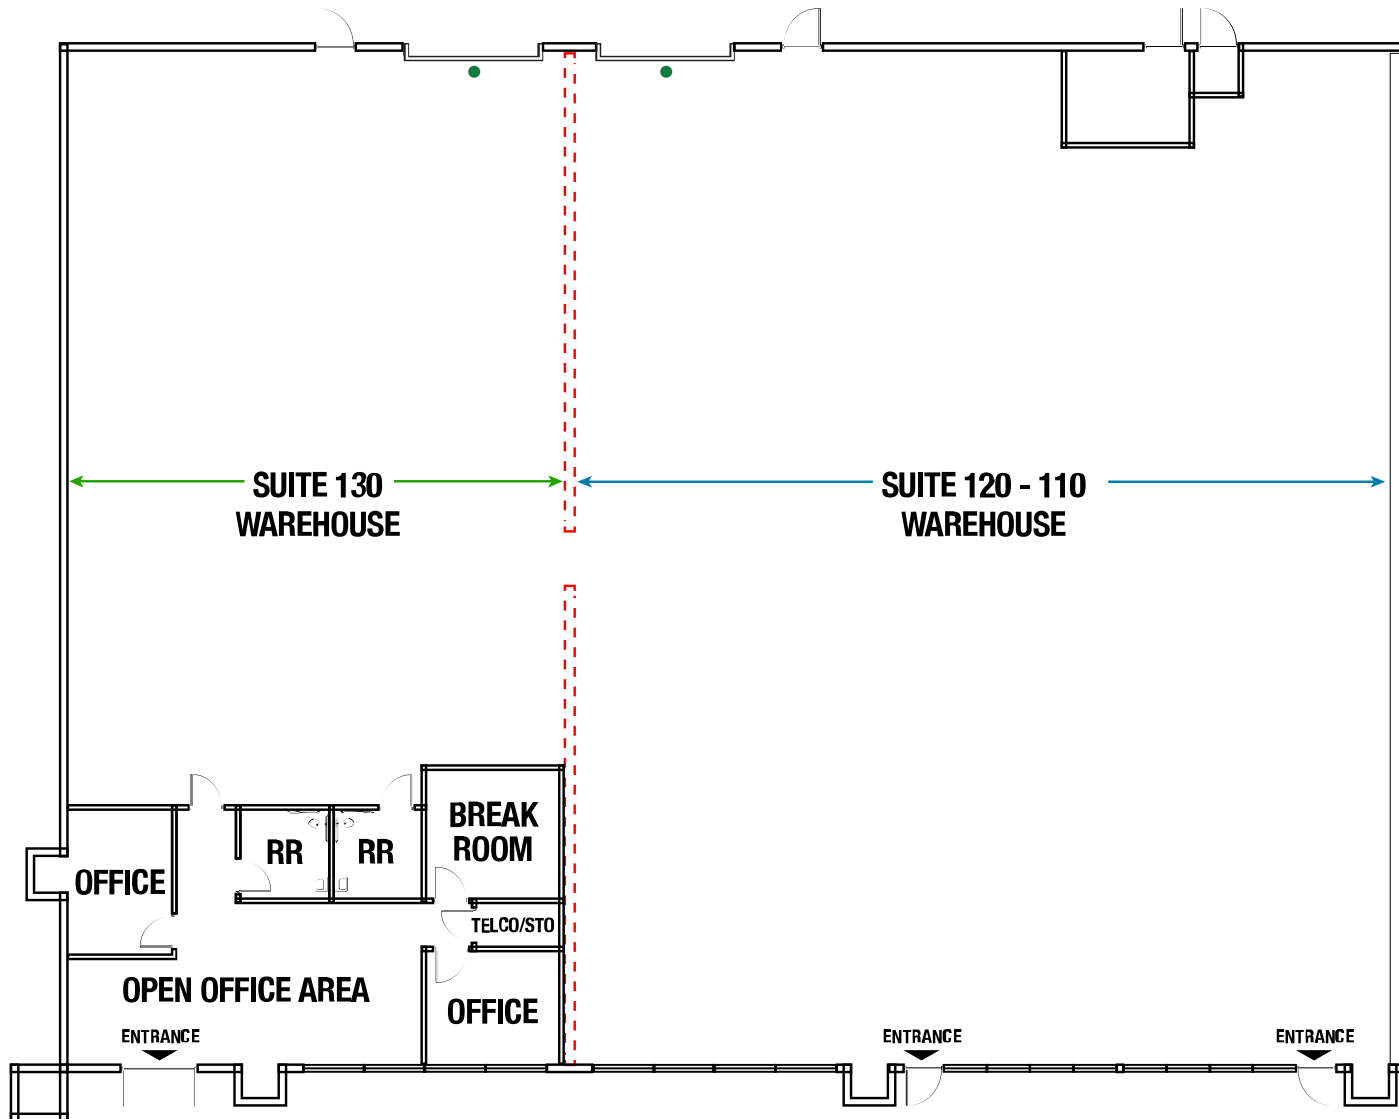 SUITE 130
WAREHOUSE
SUITE 120 - 110
WAREHOUSE
BREAK
ROOM
RR
RR
OFFICE
TELCO/STO
OPEN OFFICE AREA
OFFICE
ENTRANCE
ENTRANCE
ENTRANCE